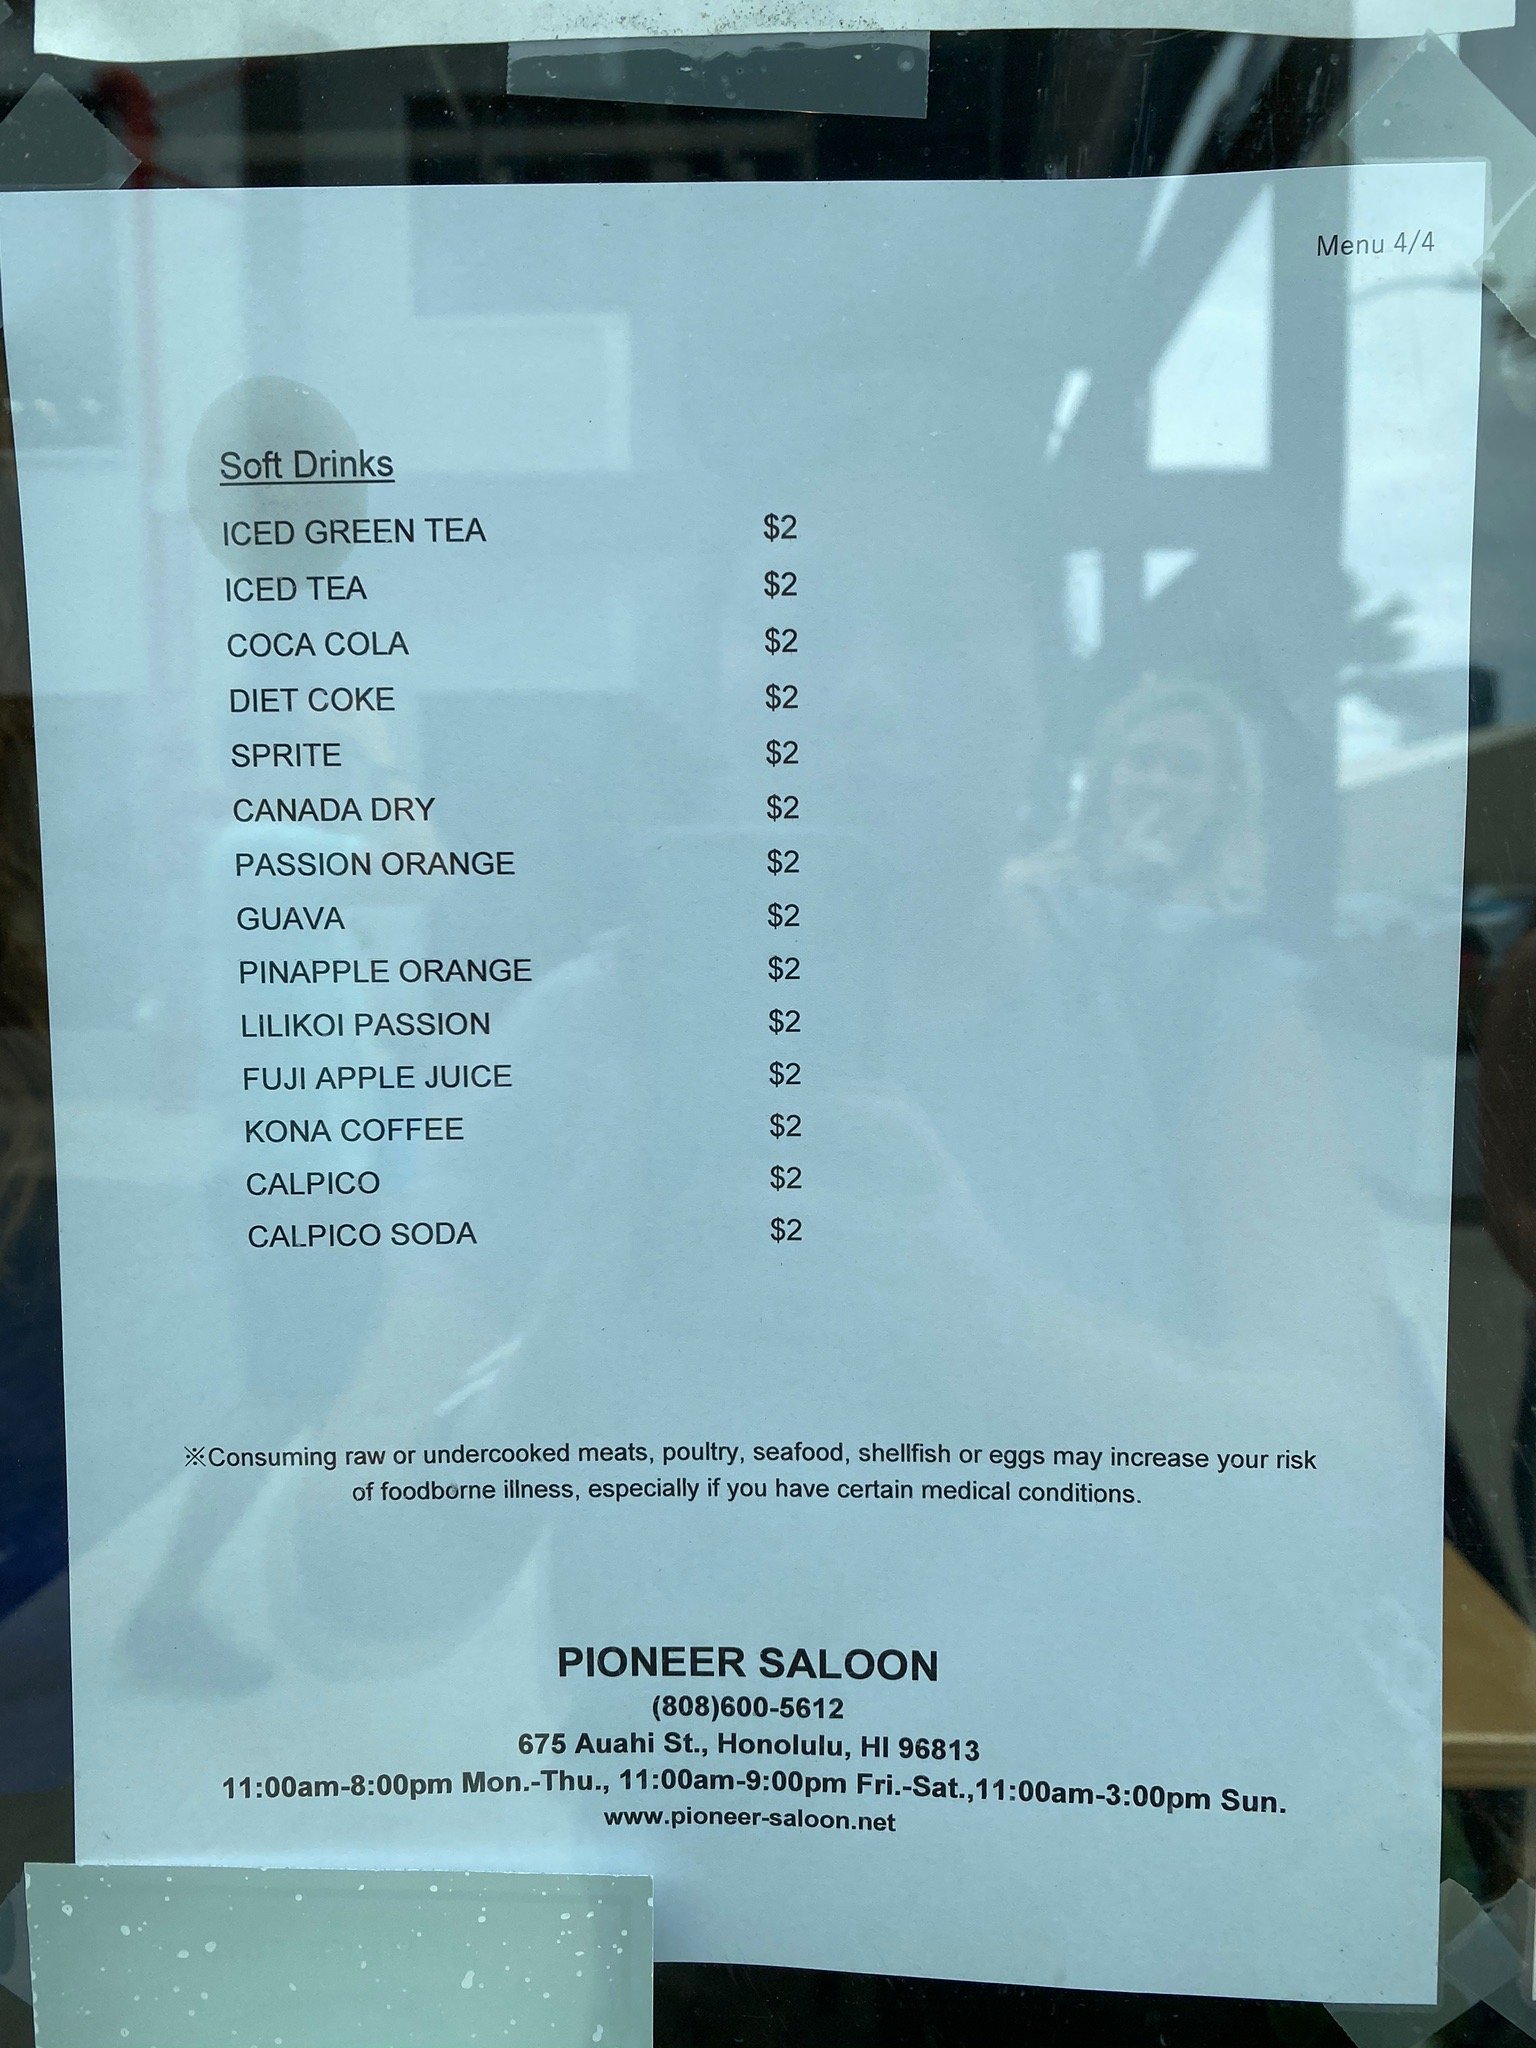 Menu 4/4
Soft Drinks
ICED GREEN TEA $2
ICED TEA $2
COCA COLA $2
DIET COKE $2
SPRITE $2
CANADA DRY $2
PASSION ORANGE $2
GUAVA $2
PINAPPLE ORANGE $2
LILIKOI PASSION $2
FUJI APPLE JUICE $2
KONA COFFEE $2
CALPICO $2
CALPICO SODA $2
※Consuming raw or undercooked meats, poultry, seafood, shellfish or eggs may increase your risk
of foodborne illness, especially if you have certain medical conditions.
PIONEER SALOON
(808)600-5612
675 Auahi St., Honolulu, HI 96813
11:00am-8:00pm Mon.-Thu., 11:00am-9:00pm Fri.-Sat.,11:00am-3:00pm Sun.
www.pioneer-saloon.net